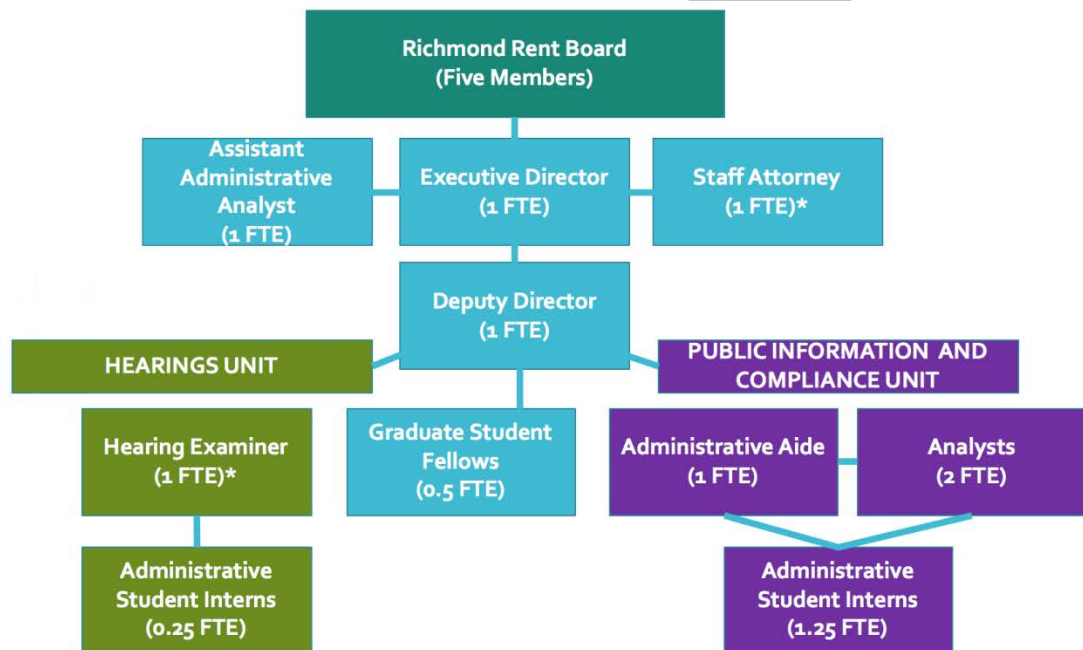 Richmond Rent Board
(Five Members)
Assistant
Administrative
Analyst
(1 FTE)
Executive Director
(1 FTE)
Staff Attorney
(1 FTE)*
Deputy Director
(1 FTE)
HEARINGS UNIT
PUBLIC INFORMATION AND
COMPLIANCE UNIT
Hearing Examiner
(1 FTE)*
Graduate Student
Fellows
(0.5 FTE)
Administrative Aide
(1 FTE)
Analysts
(2 FTE)
Administrative
Student Interns
(0.25 FTE)
Administrative
Student Interns
(1.25 FTE)